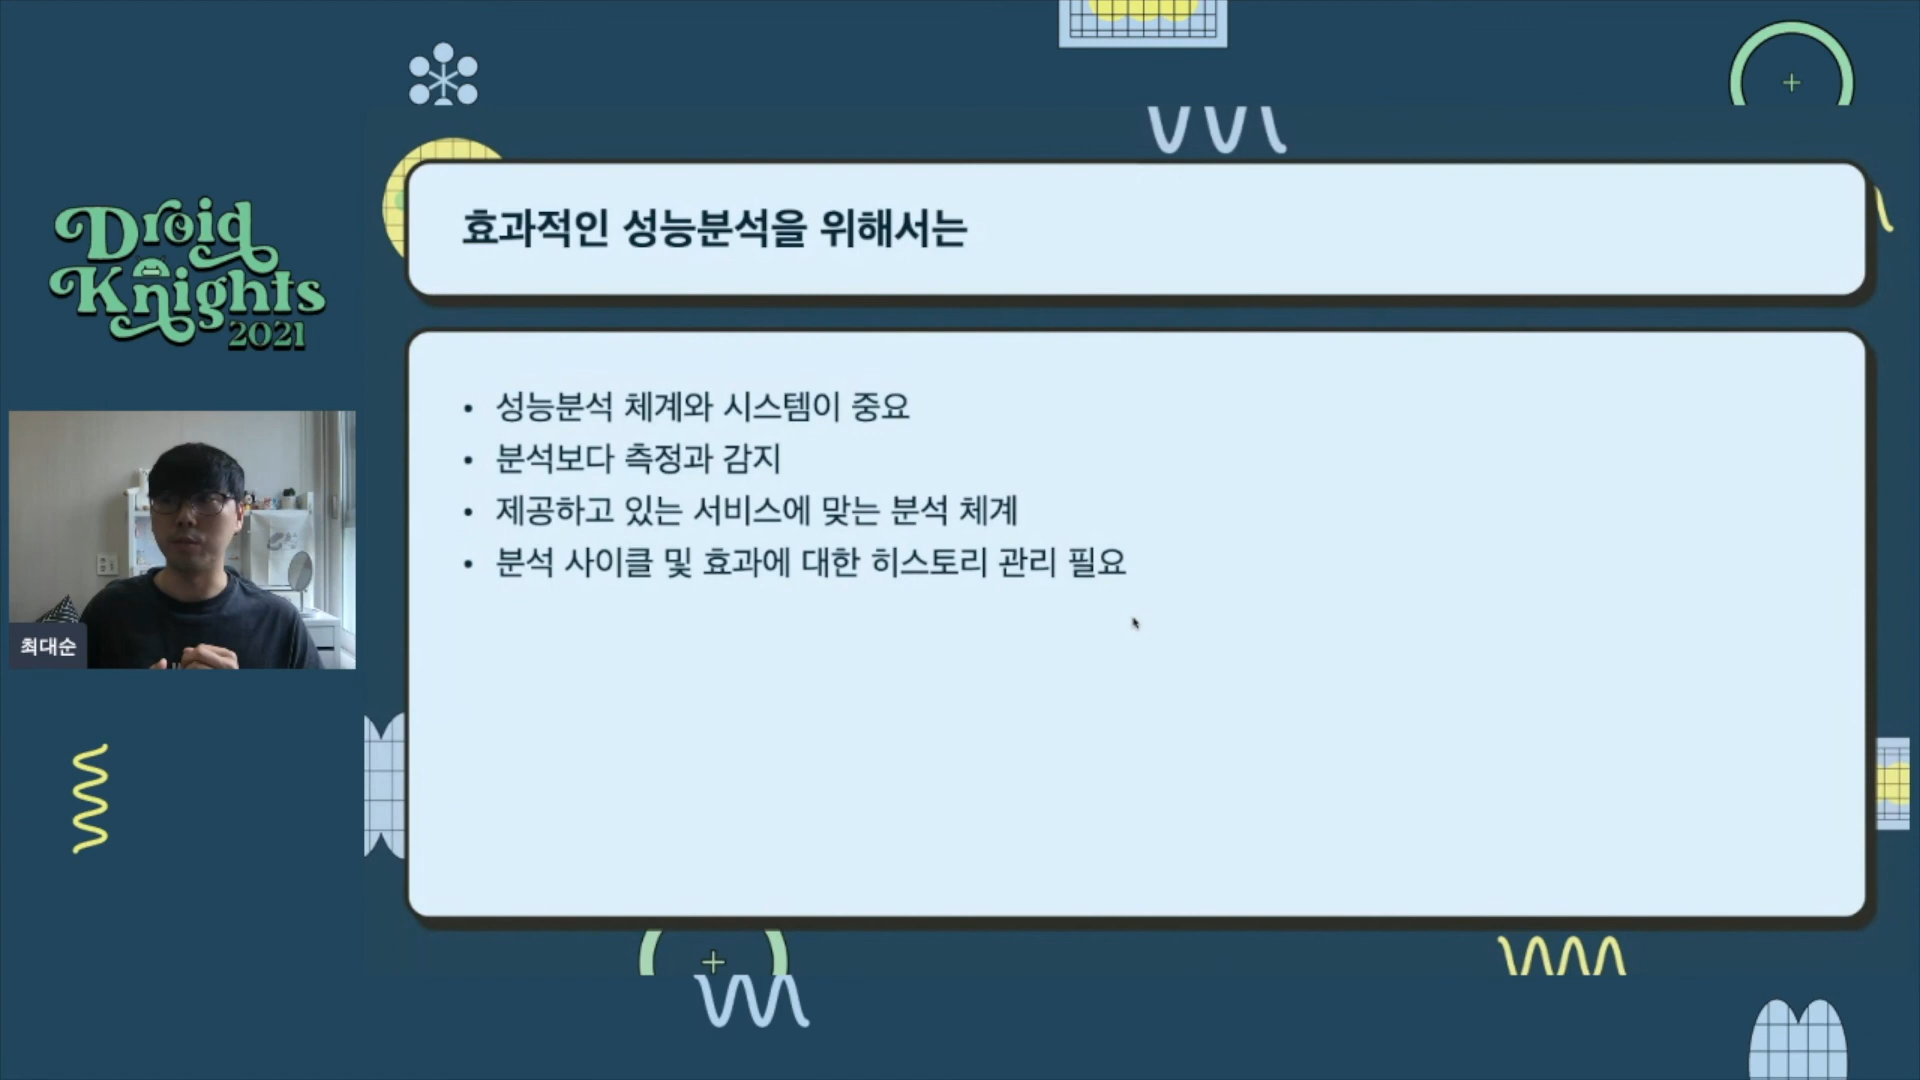 Droid
Knights
2021
효과적인 성능분석을 위해서는
• 성능분석 체계와 시스템이 중요
• 분석보다 측정과 감지
• 제공하고 있는 서비스에 맞는 분석 체계
• 분석 사이클 및 효과에 대한 히스토리 관리 필요
최대순